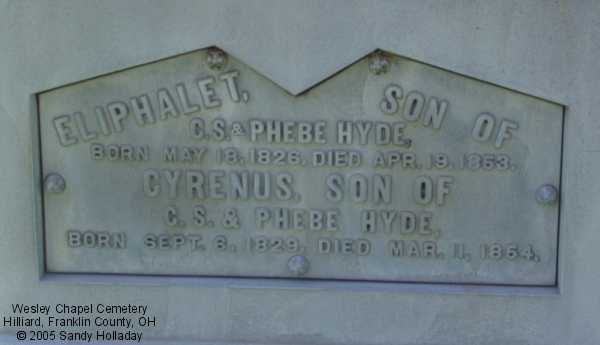 ELIPHALET, SON OF
C.S. & PHEBE HYDE,
BORN MAY 18, 1826. DIED APR. 19, 1853.
CYRENUS, SON OF
C. S. & PHEBE HYDE,
BORN SEPT. 6, 1829. DIED MAR. 11, 1854.
Wesley Chapel Cemetery
Hilliard, Franklin County, OH
© 2005 Sandy Holladay